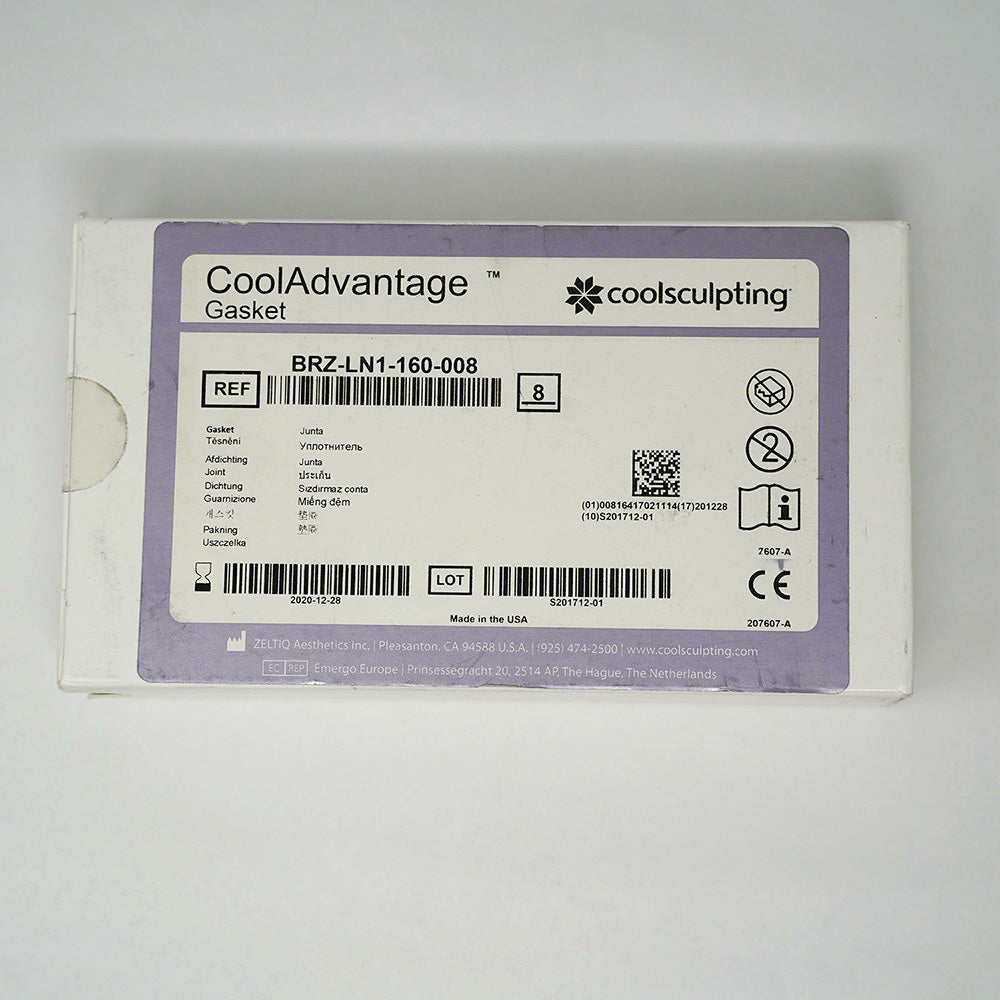 CoolAdvantage ™
Gasket
coolsculpting
BRZ-LN1-160-008
REF
8
2
Gasket
Těsnění
Afdichting
Joint
Dichtung
Guarnizione
개스킷
Pakning
Uszczelka
Junta
Уплотнитель
Junta
ประเก็น
Sızdırmaz conta
Miếng đệm
垫圈
墊圈
i
(01)00816417021114(17)201228
(10)S201712-01
7607-A
2020-12-28
LOT
S201712-01
CE
Made in the USA
207607-A
ZELTIQ Aesthetics Inc. | Pleasanton, CA 94588 U.S.A. | (925) 474-2500 | www.coolsculpting.com
EC REP Emergo Europe | Prinsessegracht 20, 2514 AP, The Hague, The Netherlands